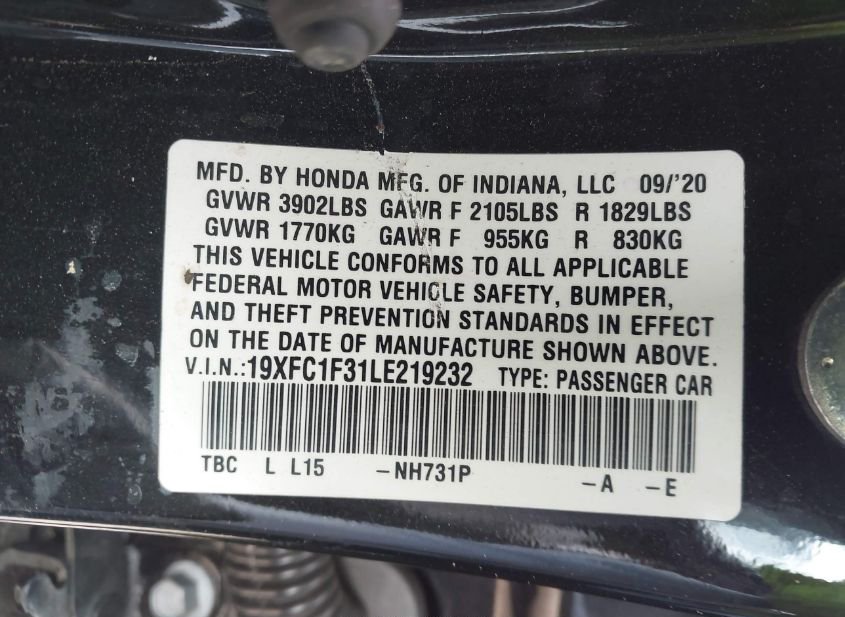 MFD. BY HONDA MFG. OF INDIANA, LLC 09/'20
GVWR 3902LBS GAWR F 2105LBS R 1829LBS
GVWR 1770KG GAWR F 955KG R 830KG
THIS VEHICLE CONFORMS TO ALL APPLICABLE
FEDERAL MOTOR VEHICLE SAFETY, BUMPER,
AND THEFT PREVENTION STANDARDS IN EFFECT
ON THE DATE OF MANUFACTURE SHOWN ABOVE.
V.I.N.:19XFC1F31LE219232 TYPE: PASSENGER CAR
TBC L L15 –NH731P –A –E